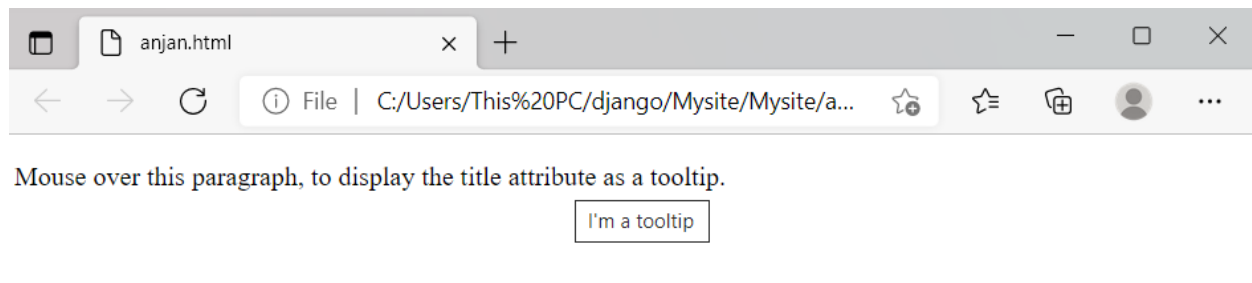 anjan.html
File | C:/Users/This%20PC/django/Mysite/Mysite/a...
Mouse over this paragraph, to display the title attribute as a tooltip.
I'm a tooltip